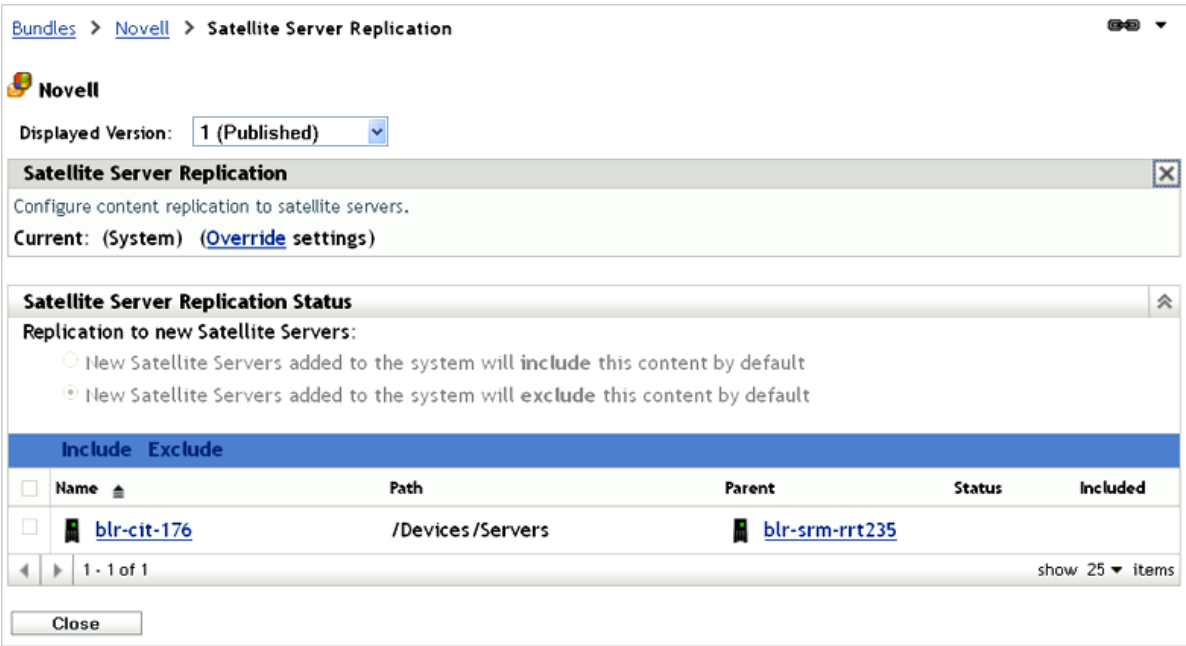 Bundles > Novell > Satellite Server Replication
Novell
Displayed Version: 1 (Published)
Satellite Server Replication
Configure content replication to satellite servers.
Current: (System) (Override settings)
Satellite Server Replication Status
Replication to new Satellite Servers:
New Satellite Servers added to the system will include this content by default
New Satellite Servers added to the system will exclude this content by default
Include Exclude
Name Path Parent Status Included
blr-cit-176 /Devices/Servers blr-srm-rrt235
1 - 1 of 1 show 25 items
Close